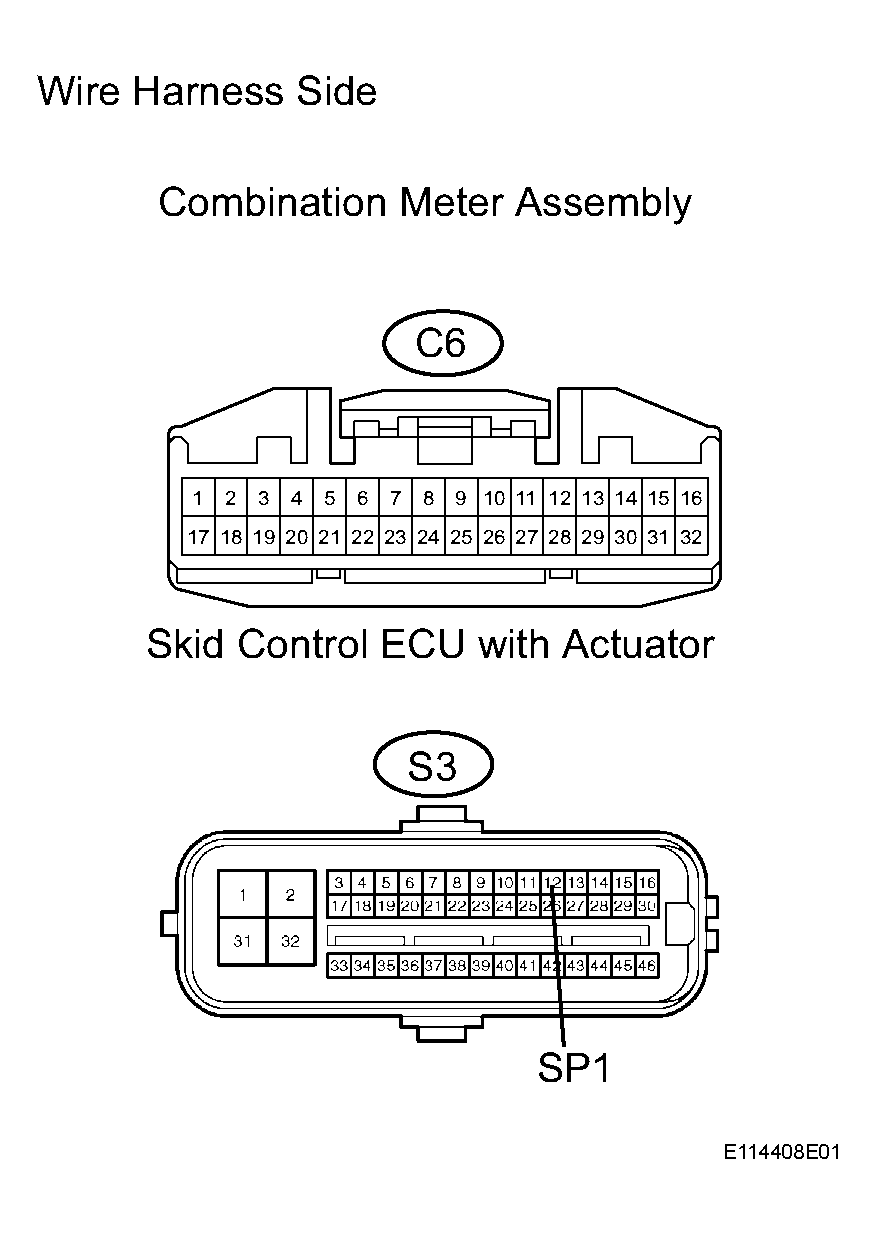 Wire Harness Side
Combination Meter Assembly
C6
1 2 3 4 5 6 7 8 9 10 11 12 13 14 15 16
17 18 19 20 21 22 23 24 25 26 27 28 29 30 31 32
Skid Control ECU with Actuator
S3
1 2
31 32
3 4 5 6 7 8 9 10 11 12 13 14 15 16
17 18 19 20 21 22 23 24 25 26 27 28 29 30
33 34 35 36 37 38 39 40 41 42 43 44 45 46
SP1
E114408E01